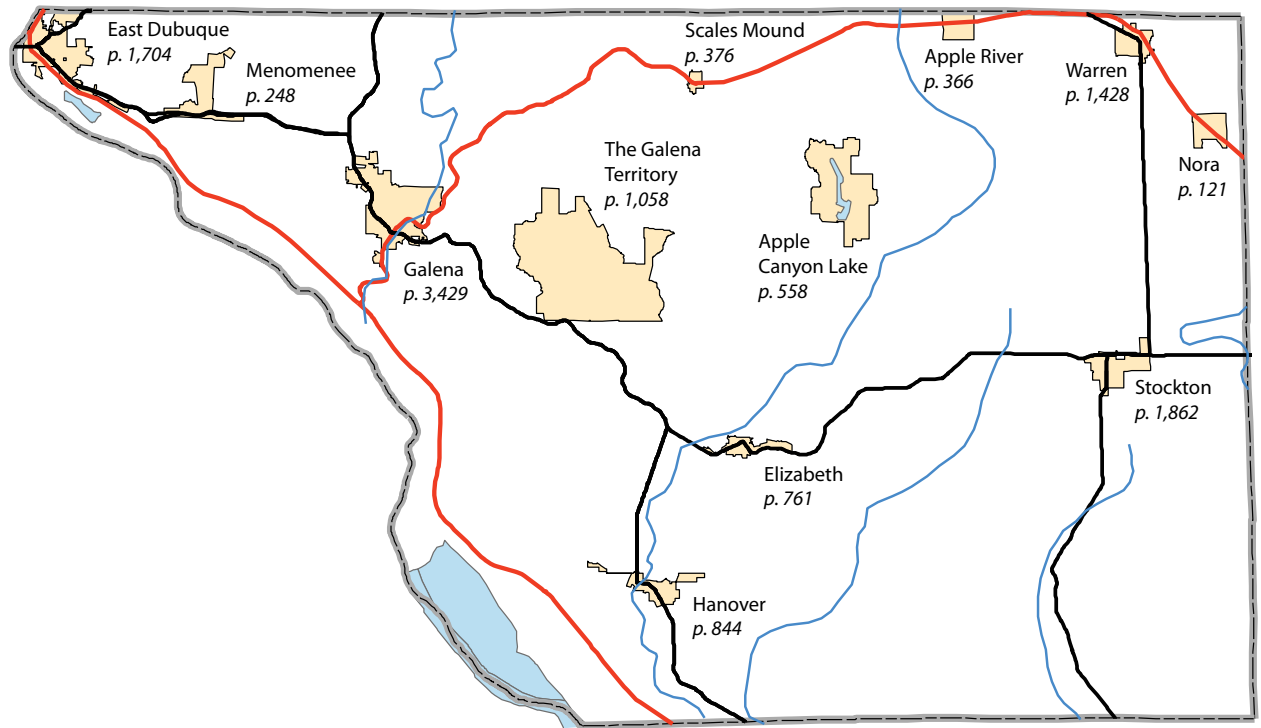 East Dubuque
p. 1,704
Menomenee
p. 248
Scales Mound
p. 376
Apple River
p. 366
Warren
p. 1,428
Nora
p. 121
The Galena
Territory
p. 1,058
Apple
Canyon Lake
p. 558
Galena
p. 3,429
Stockton
p. 1,862
Elizabeth
p. 761
Hanover
p. 844